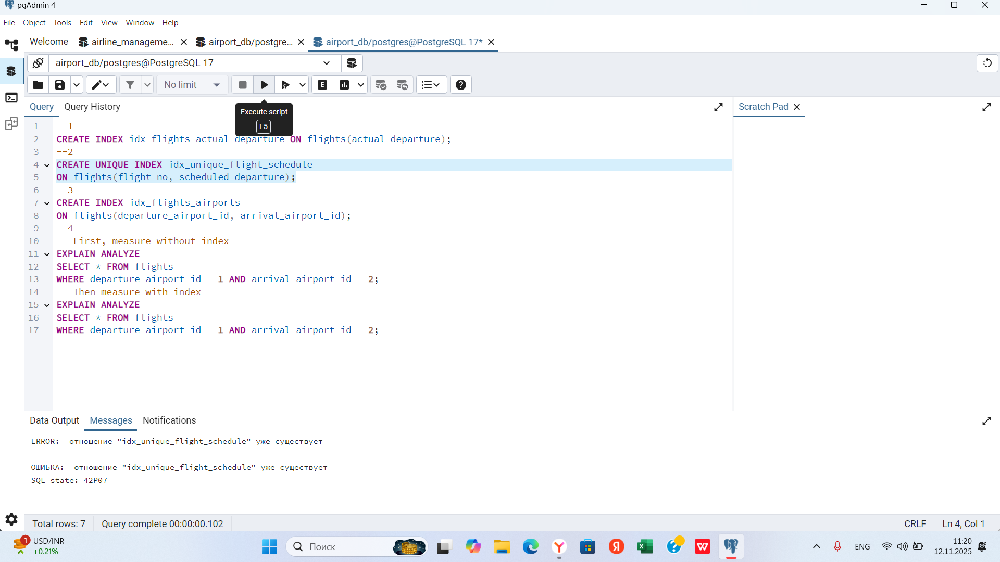 pgAdmin 4
File Object Tools Edit View Window Help
Welcome airline_manageme... airport_db/postgre... airport_db/postgres@PostgreSQL 17*
airport_db/postgres@PostgreSQL 17
No limit
E
Query Query History
Scratch Pad
Execute script
F5
1 --1
2 CREATE INDEX idx_flights_actual_departure ON flights(actual_departure);
3 --2
4 CREATE UNIQUE INDEX idx_unique_flight_schedule
5 ON flights(flight_no, scheduled_departure);
6 --3
7 CREATE INDEX idx_flights_airports
8 ON flights(departure_airport_id, arrival_airport_id);
9 --4
10 -- First, measure without index
11 EXPLAIN ANALYZE
12 SELECT * FROM flights
13 WHERE departure_airport_id = 1 AND arrival_airport_id = 2;
14 -- Then measure with index
15 EXPLAIN ANALYZE
16 SELECT * FROM flights
17 WHERE departure_airport_id = 1 AND arrival_airport_id = 2;
Data Output Messages Notifications
ERROR:  отношение "idx_unique_flight_schedule" уже существует
ОШИБКА:  отношение "idx_unique_flight_schedule" уже существует
SQL state: 42P07
Total rows: 7 Query complete 00:00:00.102
CRLF Ln 4, Col 1
1 USD/INR
+0.21%
Поиск
ENG
11:20
12.11.2025